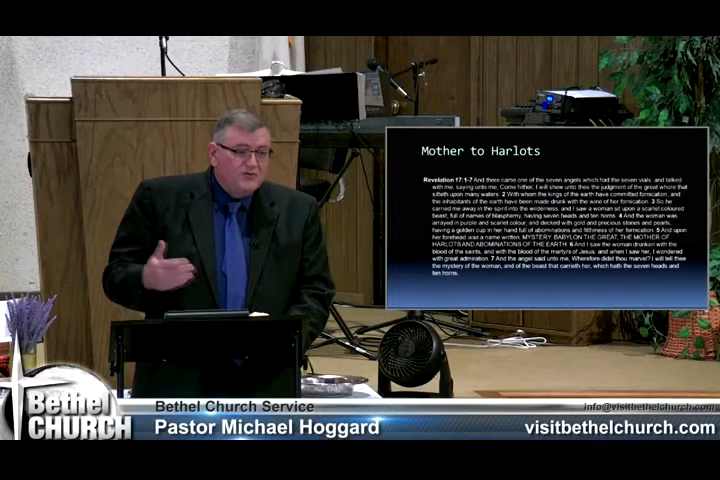 Mother to Harlots
Revelation 17:1-7 And there came one of the seven angels which had the seven vials, and talked
with me, saying unto me, Come hither; I will shew unto thee the judgment of the great whore that
sitteth upon many waters: 2 With whom the kings of the earth have committed fornication, and
the inhabitants of the earth have been made drunk with the wine of her fornication. 3 So he
carried me away in the spirit into the wilderness: and I saw a woman sit upon a scarlet coloured
beast, full of names of blasphemy, having seven heads and ten horns. 4 And the woman was
arrayed in purple and scarlet colour, and decked with gold and precious stones and pearls,
having a golden cup in her hand full of abominations and filthiness of her fornication: 5 And upon
her forehead was a name written, MYSTERY, BABYLON THE GREAT, THE MOTHER OF
HARLOTS AND ABOMINATIONS OF THE EARTH. 6 And I saw the woman drunken with the
blood of the saints, and with the blood of the martyrs of Jesus: and when I saw her, I wondered
with great admiration. 7 And the angel said unto me, Wherefore didst thou marvel? I will tell thee
the mystery of the woman, and of the beast that carrieth her, which hath the seven heads and
ten horns.
Bethel
CHURCH
Bethel Church Service
info@visitbethelchurch.com
Pastor Michael Hoggard
visitbethelchurch.com